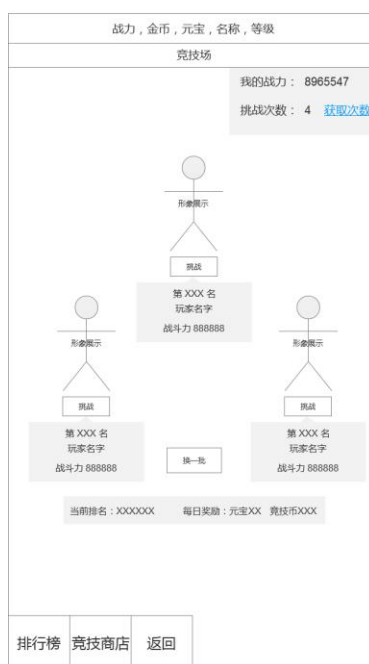 战力，金币，元宝，名称，等级
竞技场
我的战力： 8965547
挑战次数： 4 获取次数
形象展示
挑战
第 XXX 名
玩家名字
战斗力 888888
形象展示
形象展示
挑战
挑战
第 XXX 名
玩家名字
战斗力 888888
第 XXX 名
玩家名字
战斗力 888888
换一批
当前排名：XXXXXX 每日奖励：元宝XX 竞技币XXX
排行榜 竞技商店 返回